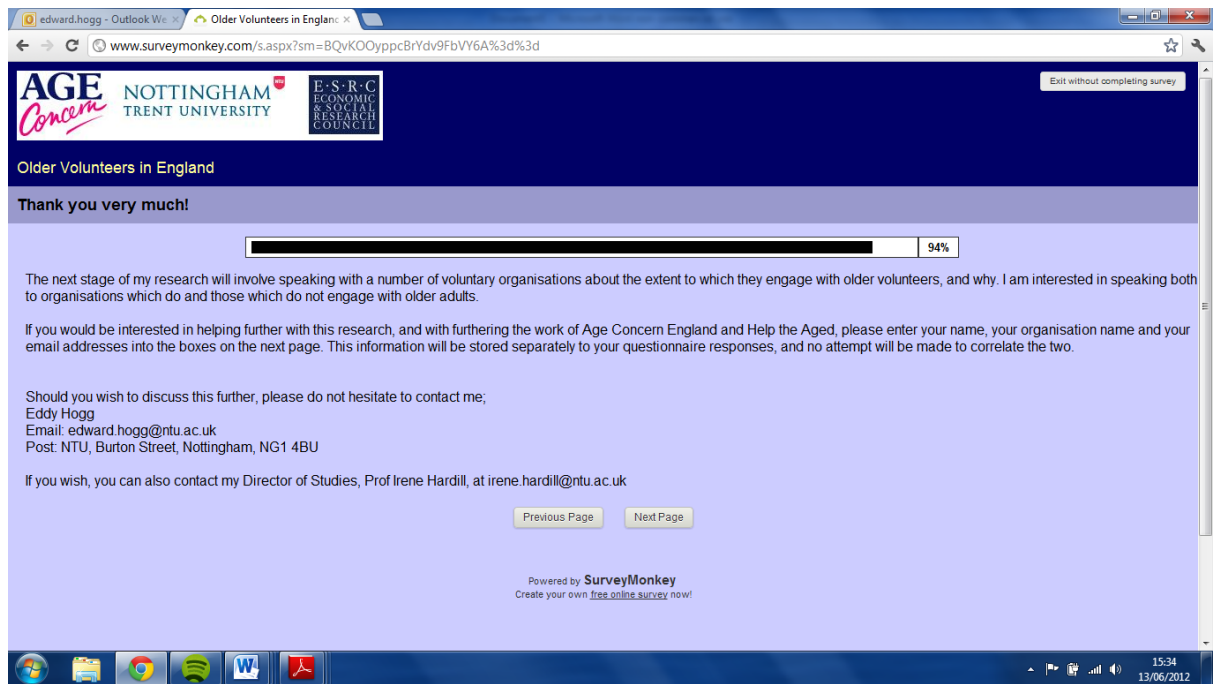 edward.hogg - Outlook We
Older Volunteers in Englanc
www.surveymonkey.com/s.aspx?sm=BQvKOOyppcBrYdv9FbVY6A%3d%3d
AGE
Concern
NOTTINGHAM
TRENT UNIVERSITY
NTU
E·S·R·C
ECONOMIC
& SOCIAL
RESEARCH
COUNCIL
Exit without completing survey
Older Volunteers in England
Thank you very much!
94%
The next stage of my research will involve speaking with a number of voluntary organisations about the extent to which they engage with older volunteers, and why. I am interested in speaking both
to organisations which do and those which do not engage with older adults.
If you would be interested in helping further with this research, and with furthering the work of Age Concern England and Help the Aged, please enter your name, your organisation name and your
email addresses into the boxes on the next page. This information will be stored separately to your questionnaire responses, and no attempt will be made to correlate the two.
Should you wish to discuss this further, please do not hesitate to contact me;
Eddy Hogg
Email: edward.hogg@ntu.ac.uk
Post: NTU, Burton Street, Nottingham, NG1 4BU
If you wish, you can also contact my Director of Studies, Prof Irene Hardill, at irene.hardill@ntu.ac.uk
Previous Page Next Page
Powered by SurveyMonkey
Create your own free online survey now!
15:34
13/06/2012